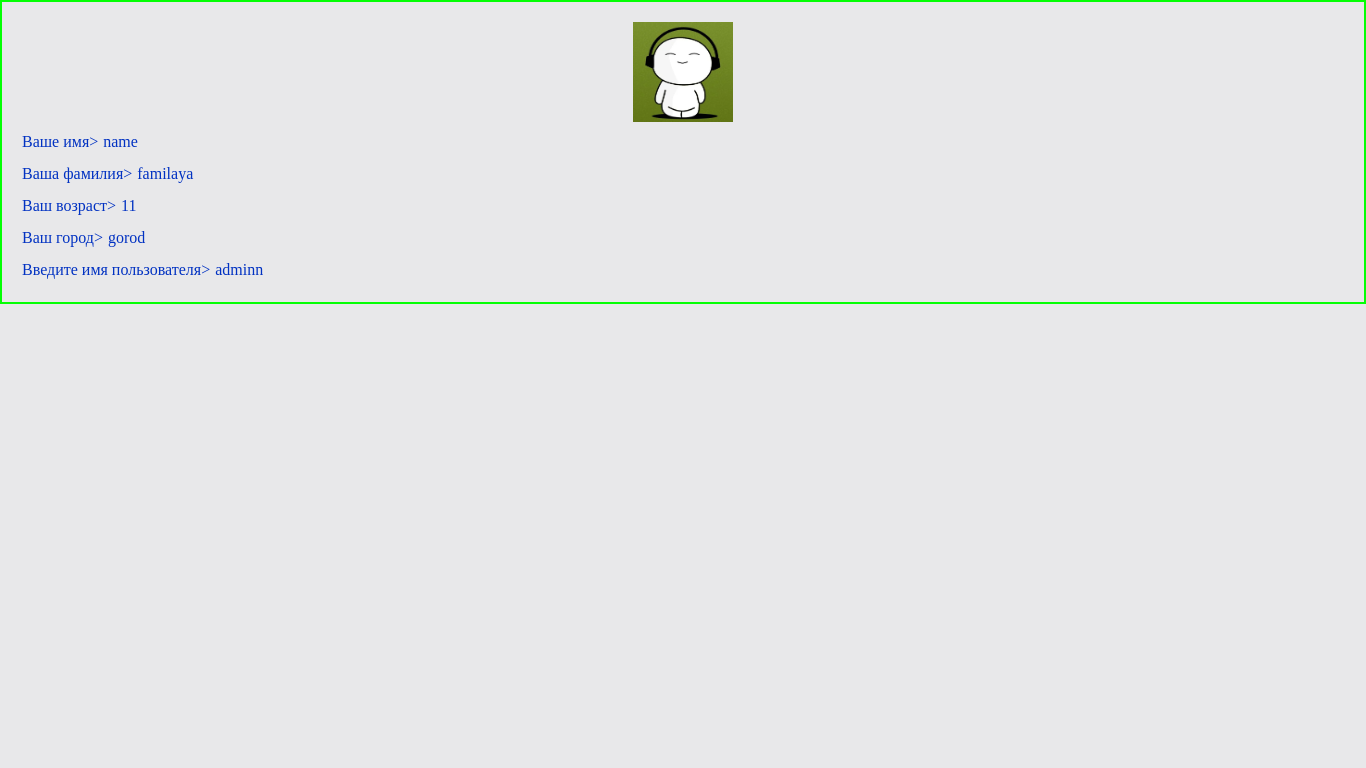 Ваше имя> name
Ваша фамилия> familaya
Ваш возраст> 11
Ваш город> gorod
Введите имя пользователя> adminn